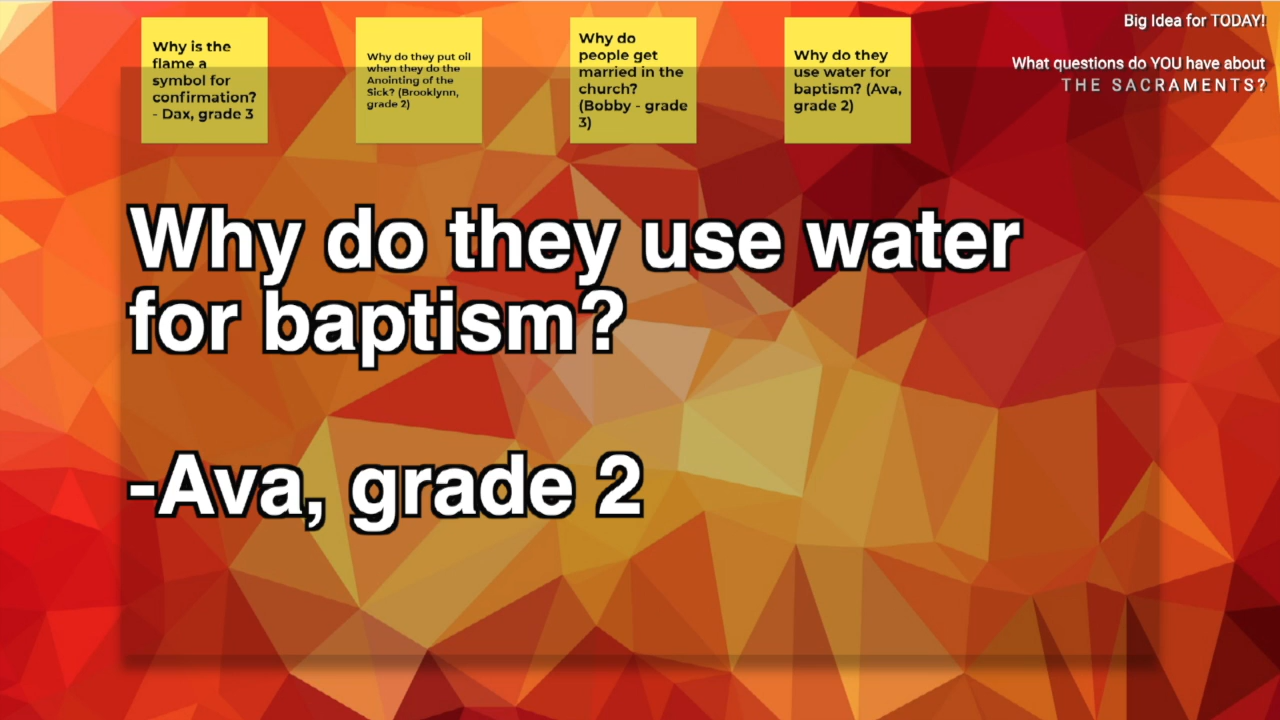 Why is the
flame a
symbol for
confirmation?
- Dax, grade 3
Why do they put oil
when they do the
Anointing of the
Sick? (Brooklynn,
grade 2)
Why do
people get
married in the
church?
(Bobby - grade
3)
Why do they
use water for
baptism? (Ava,
grade 2)
Big Idea for TODAY!
What questions do YOU have about
THE SACRAMENTS?
Why do they use water
for baptism?
-Ava, grade 2